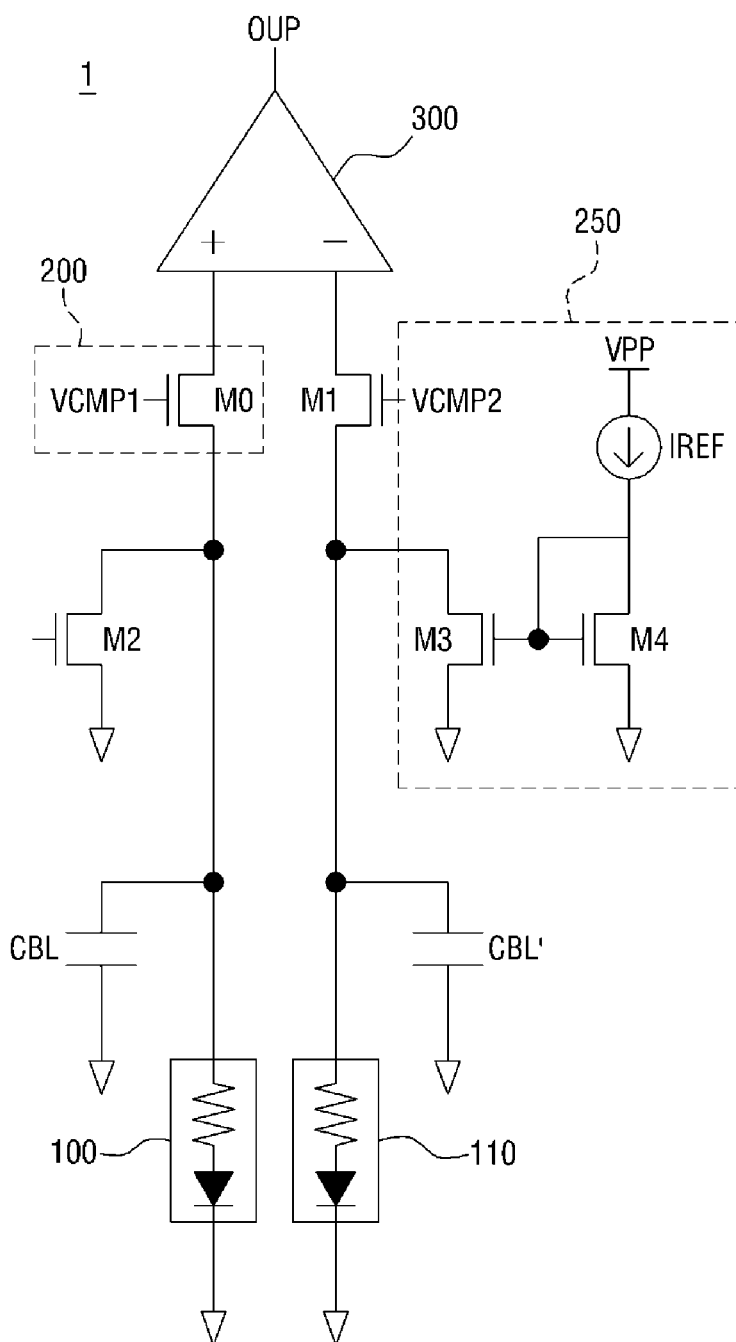 OUP
1
300
+
−
250
200
VPP
VCMP1
M0
M1
VCMP2
IREF
M2
M3
M4
CBL
CBL'
100
110